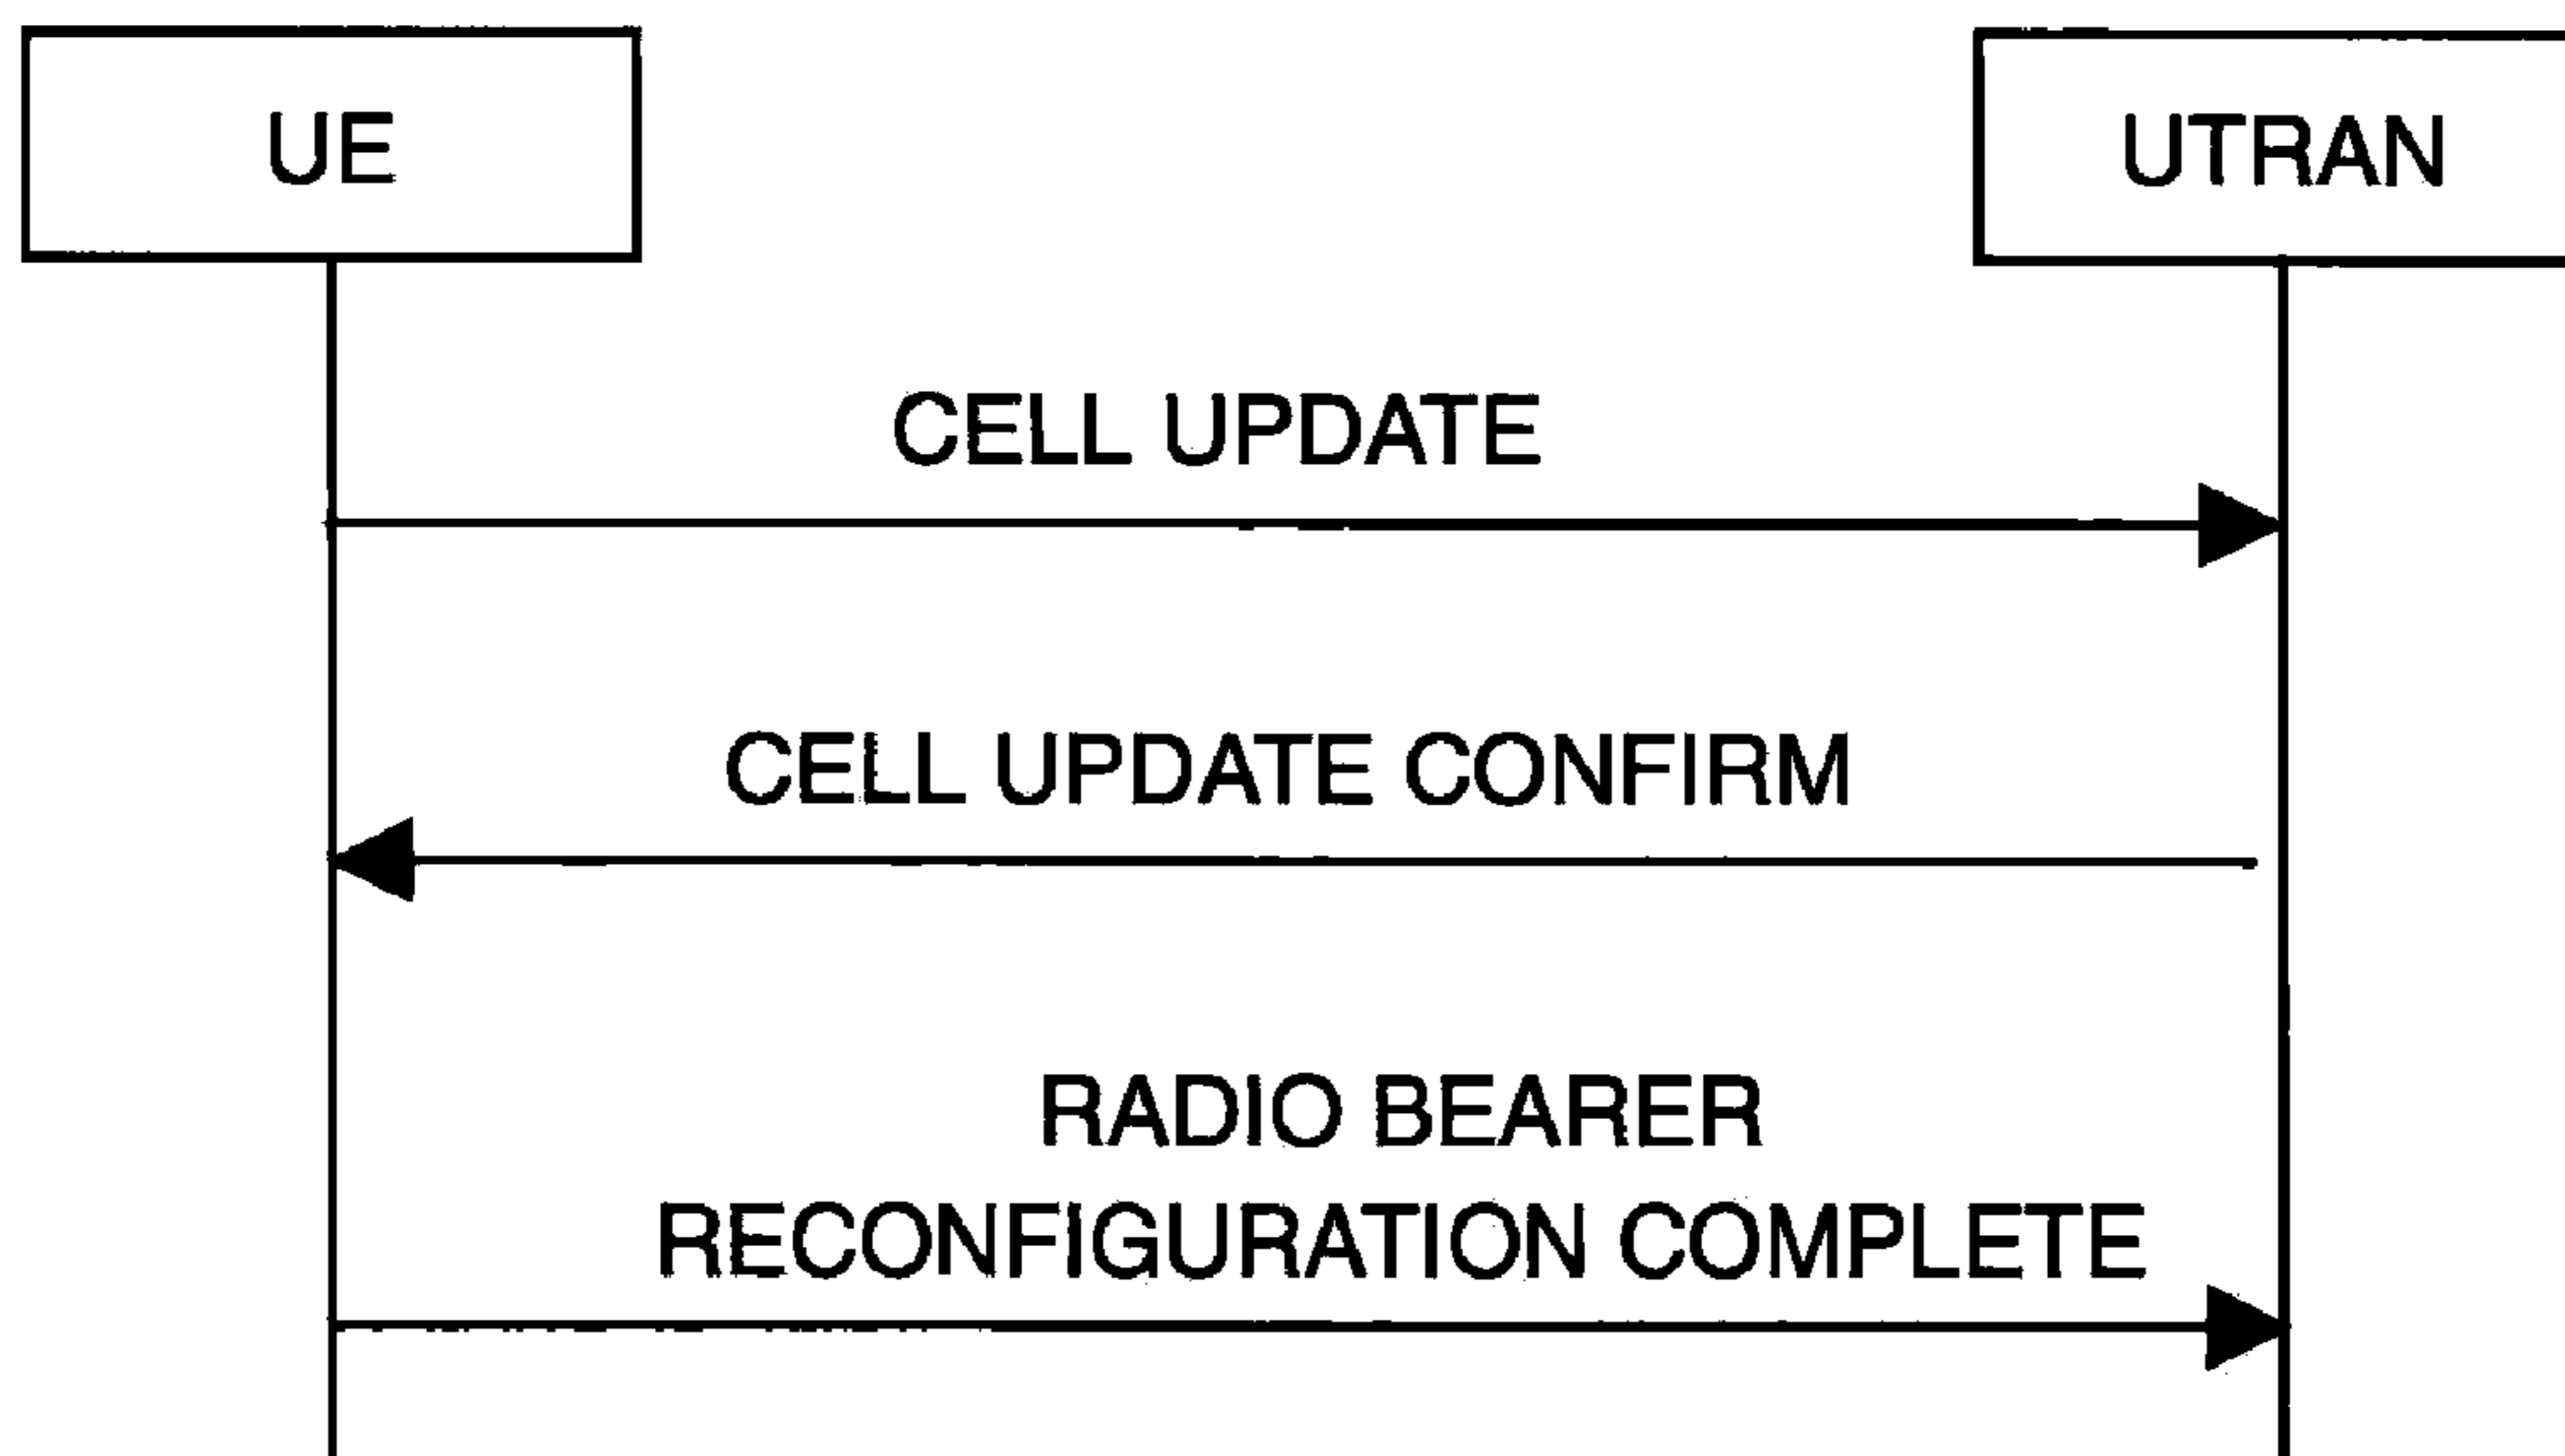 UE
UTRAN
CELL UPDATE
CELL UPDATE CONFIRM
RADIO BEARER
RECONFIGURATION COMPLETE